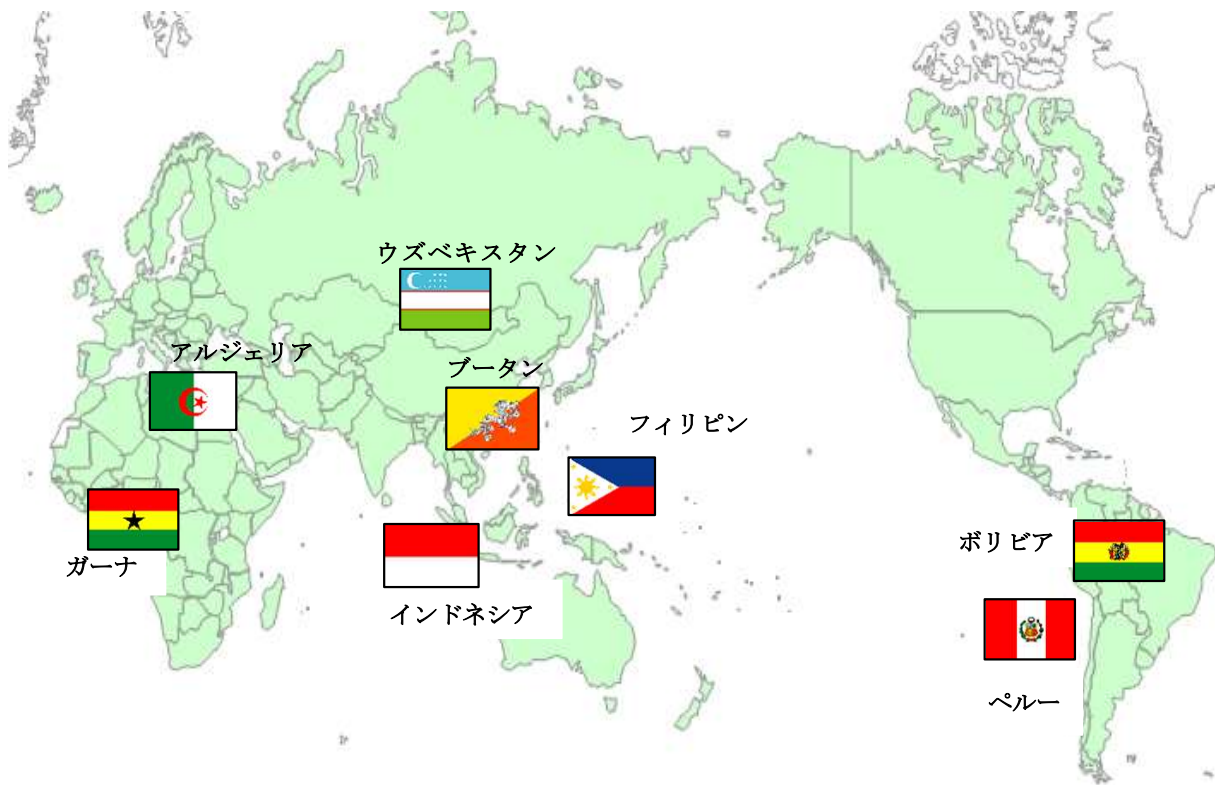 ウズベキスタン
アルジェリア
ブータン
フィリピン
ガーナ
インドネシア
ボリビア
ペルー